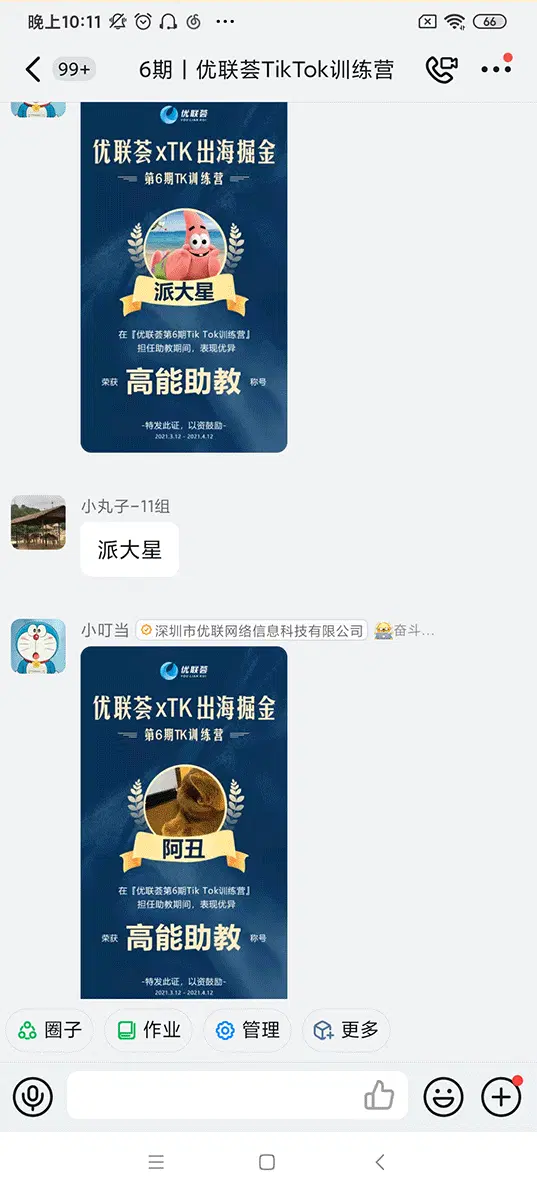 晚上10:11
66
99+
6期丨优联荟TikTok训练营
优联荟
YOU LIAN HUI
优联荟xTK出海掘金
第6期TK训练营
派大星
在『优联荟第6期Tik Tok训练营』
担任助教期间，表现优异
荣获 高能助教 称号
-特发此证，以资鼓励-
2021.3.12 - 2021.4.12
小丸子-11组
派大星
小叮当 深圳市优联网络信息科技有限公司 奋斗...
优联荟
YOU LIAN HUI
优联荟xTK出海掘金
第6期TK训练营
阿丑
在『优联荟第6期Tik Tok训练营』
担任助教期间，表现优异
荣获 高能助教 称号
-特发此证，以资鼓励-
2021.3.12 - 2021.4.12
圈子 作业 管理 更多